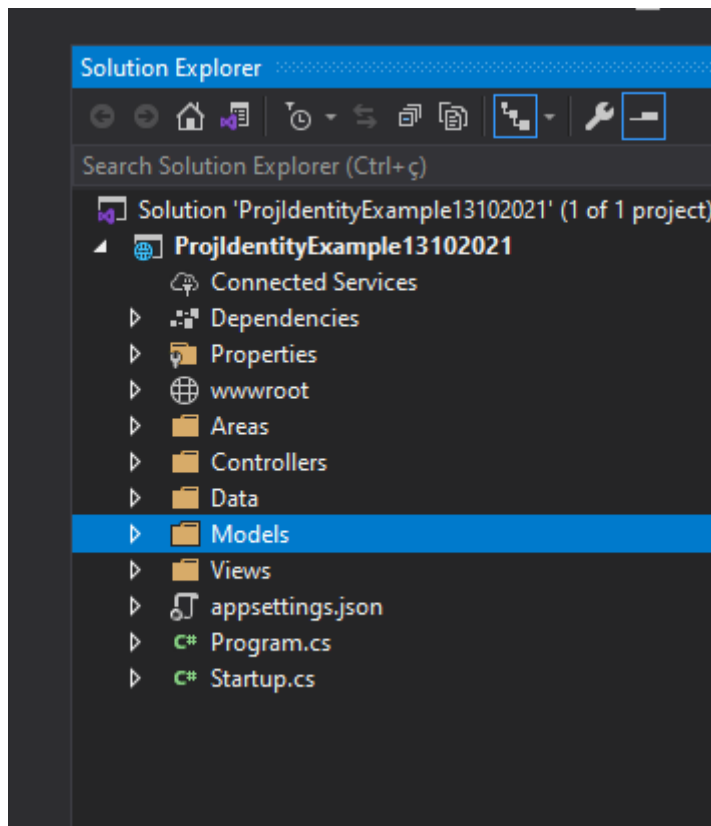 Solution Explorer
Search Solution Explorer (Ctrl+ç)
Solution 'ProjIdentityExample13102021' (1 of 1 project)
ProjIdentityExample13102021
Connected Services
Dependencies
Properties
wwwroot
Areas
Controllers
Data
Models
Views
appsettings.json
C# Program.cs
C# Startup.cs